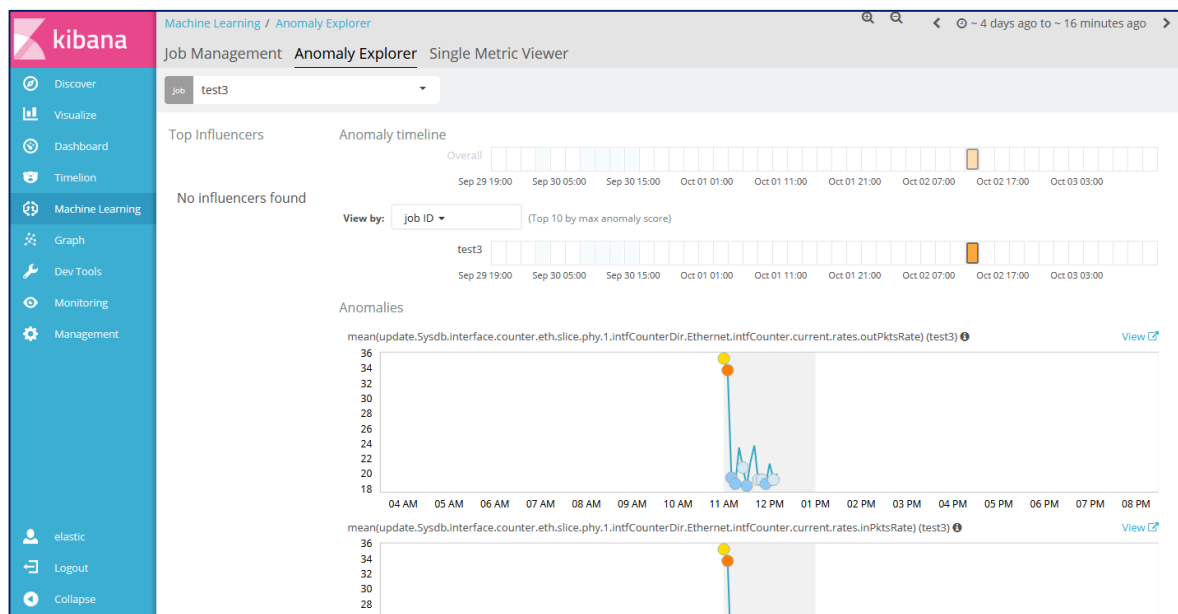 kibana
Discover
Visualize
Dashboard
Timelion
Machine Learning
Graph
Dev Tools
Monitoring
Management
elastic
Logout
Collapse
Machine Learning / Anomaly Explorer
~ 4 days ago to ~ 16 minutes ago
Job Management Anomaly Explorer Single Metric Viewer
Job test3
Top Influencers
No influencers found
Anomaly timeline
Overall
Sep 29 19:00 Sep 30 05:00 Sep 30 15:00 Oct 01 01:00 Oct 01 11:00 Oct 01 21:00 Oct 02 07:00 Oct 02 17:00 Oct 03 03:00
View by: job ID (Top 10 by max anomaly score)
test3
Sep 29 19:00 Sep 30 05:00 Sep 30 15:00 Oct 01 01:00 Oct 01 11:00 Oct 01 21:00 Oct 02 07:00 Oct 02 17:00 Oct 03 03:00
Anomalies
mean(update.Sysdb.interface.counter.eth.slice.phy.1.intfCounterDir.Ethernet.intfCounter.current.rates.outPktsRate) (test3) View
36
34
32
30
28
26
24
22
20
18
04 AM 05 AM 06 AM 07 AM 08 AM 09 AM 10 AM 11 AM 12 PM 01 PM 02 PM 03 PM 04 PM 05 PM 06 PM 07 PM 08 PM
mean(update.Sysdb.interface.counter.eth.slice.phy.1.intfCounterDir.Ethernet.intfCounter.current.rates.inPktsRate) (test3) View
36
34
32
30
28